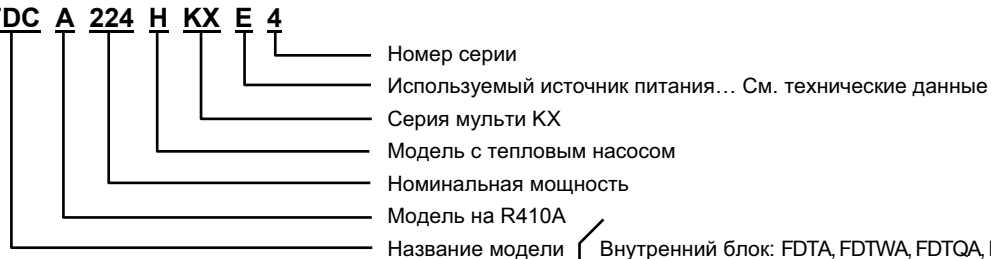 DC A 224 H KX E 4
Номер серии
Используемый источник питания… См. технические данные
Серия мульти KX
Модель с тепловым насосом
Номинальная мощность
Модель на R410A
Название модели Внутренний блок: FDTA, FDTWA, FDTQA,